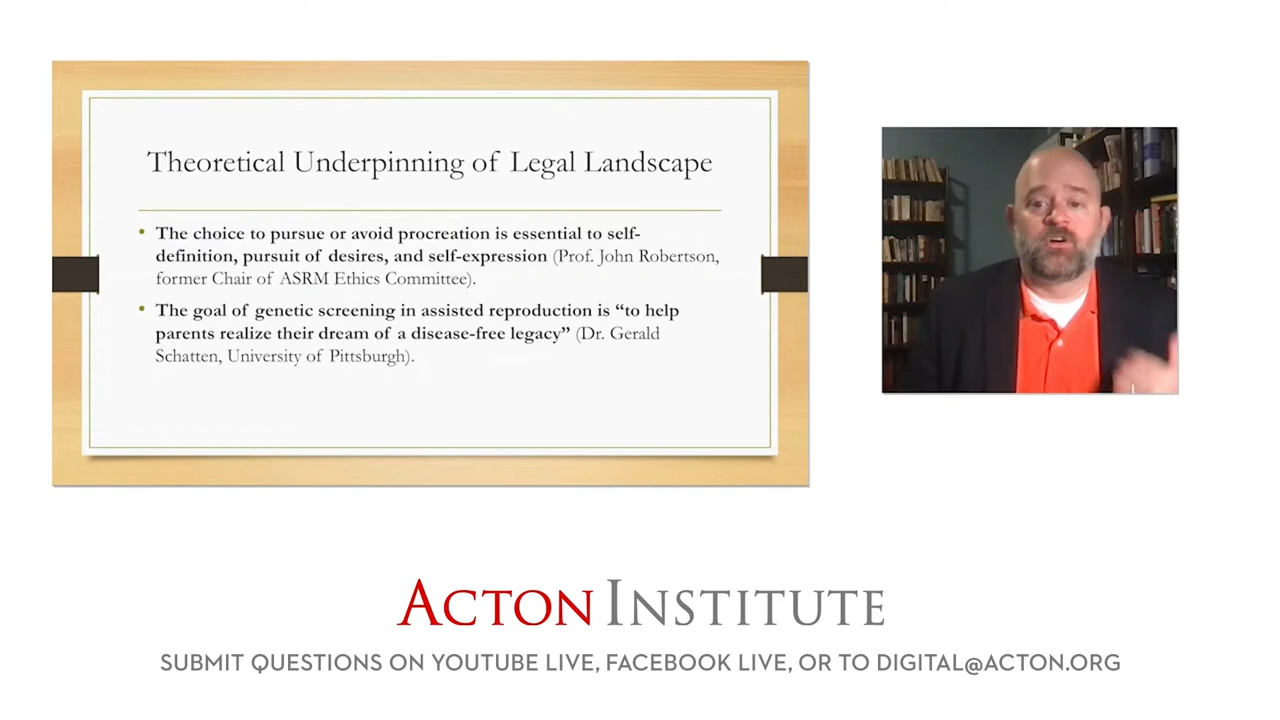 Theoretical Underpinning of Legal Landscape
• The choice to pursue or avoid procreation is essential to self-
definition, pursuit of desires, and self-expression (Prof. John Robertson,
former Chair of ASRM Ethics Committee).
• The goal of genetic screening in assisted reproduction is “to help
parents realize their dream of a disease-free legacy” (Dr. Gerald
Schatten, University of Pittsburgh).
ACTON INSTITUTE
SUBMIT QUESTIONS ON YOUTUBE LIVE, FACEBOOK LIVE, OR TO DIGITAL@ACTON.ORG